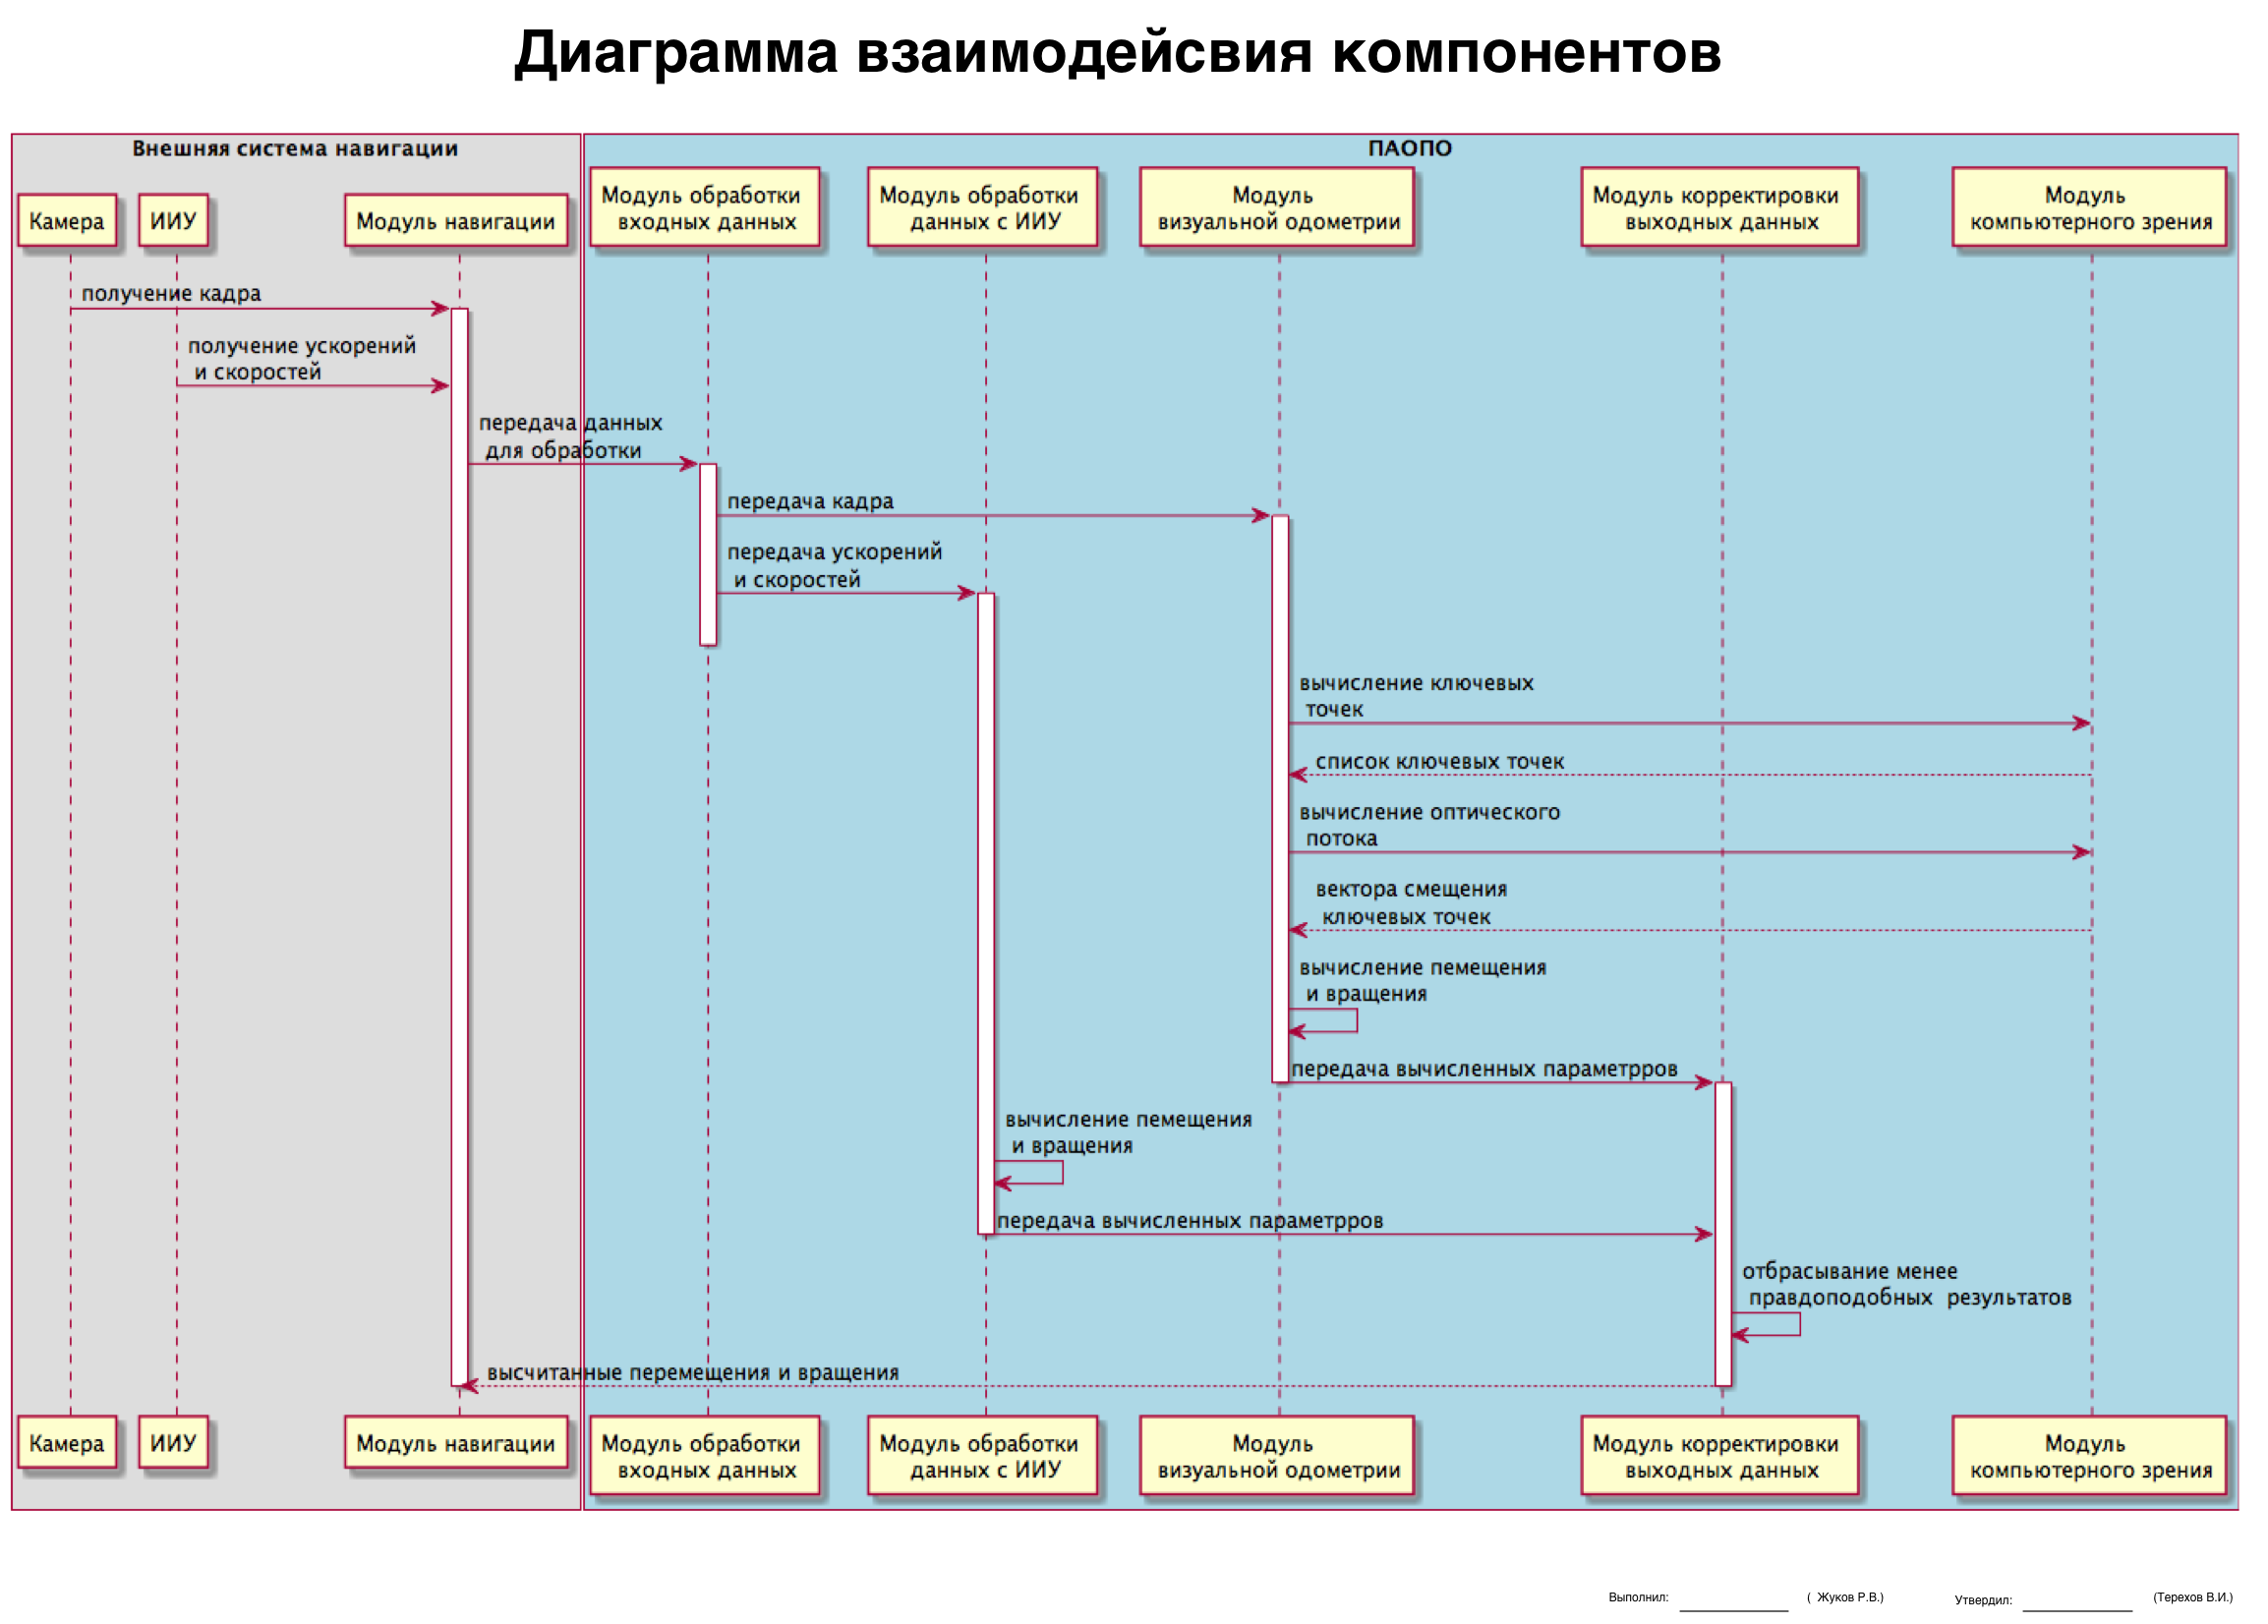 Диаграмма взаимодейсвия компонентов
Внешняя система навигации
ПАОПО
Камера
ИИУ
Модуль навигации
Модуль обработки
входных данных
Модуль обработки
данных с ИИУ
Модуль
визуальной одометрии
Модуль корректировки
выходных данных
Модуль
компьютерного зрения
получение кадра
получение ускорений
и скоростей
передача данных
для обработки
передача кадра
передача ускорений
и скоростей
вычисление ключевых
точек
список ключевых точек
вычисление оптического
потока
вектора смещения
ключевых точек
вычисление пемещения
и вращения
передача вычисленных параметрров
вычисление пемещения
и вращения
передача вычисленных параметрров
отбрасывание менее
правдоподобных результатов
высчитанные перемещения и вращения
Камера
ИИУ
Модуль навигации
Модуль обработки
входных данных
Модуль обработки
данных с ИИУ
Модуль
визуальной одометрии
Модуль корректировки
выходных данных
Модуль
компьютерного зрения
Выполнил: ( Жуков Р.В.) Утвердил: (Терехов В.И.)